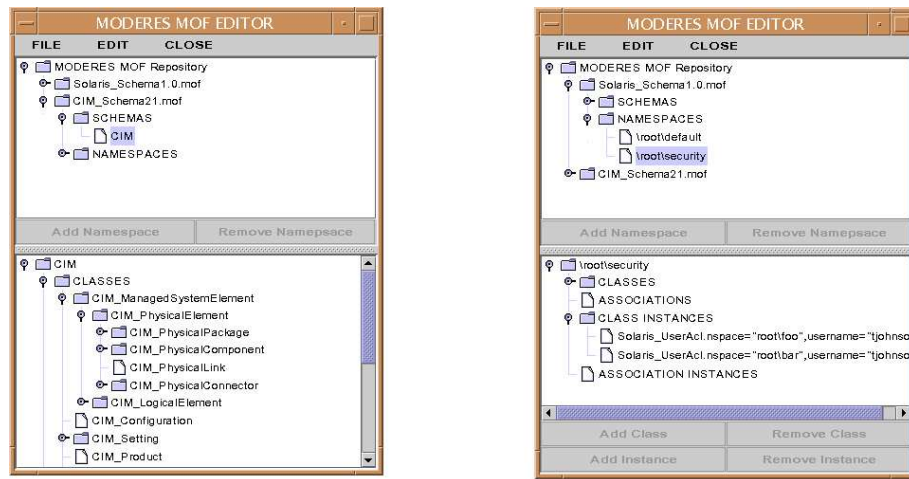 MODERES MOF EDITOR
FILE EDIT CLOSE
MODERES MOF Repository
Solaris_Schema1.0.mof
CIM_Schema21.mof
SCHEMAS
CIM
NAMESPACES
Add Namespace Remove Namepsace
CIM
CLASSES
CIM_ManagedSystemElement
CIM_PhysicalElement
CIM_PhysicalPackage
CIM_PhysicalComponent
CIM_PhysicalLink
CIM_PhysicalConnector
CIM_LogicalElement
CIM_Configuration
CIM_Setting
CIM_Product
MODERES MOF EDITOR
FILE EDIT CLOSE
MODERES MOF Repository
Solaris_Schema1.0.mof
SCHEMAS
NAMESPACES
\root\default
\root\security
CIM_Schema21.mof
Add Namespace Remove Namepsace
\root\security
CLASSES
ASSOCIATIONS
CLASS INSTANCES
Solaris_UserAcl.nspace="root\foo",username="tjohnso
Solaris_UserAcl.nspace="root\bar",username="tjohnso
ASSOCIATION INSTANCES
Add Class Remove Class
Add Instance Remove Instance